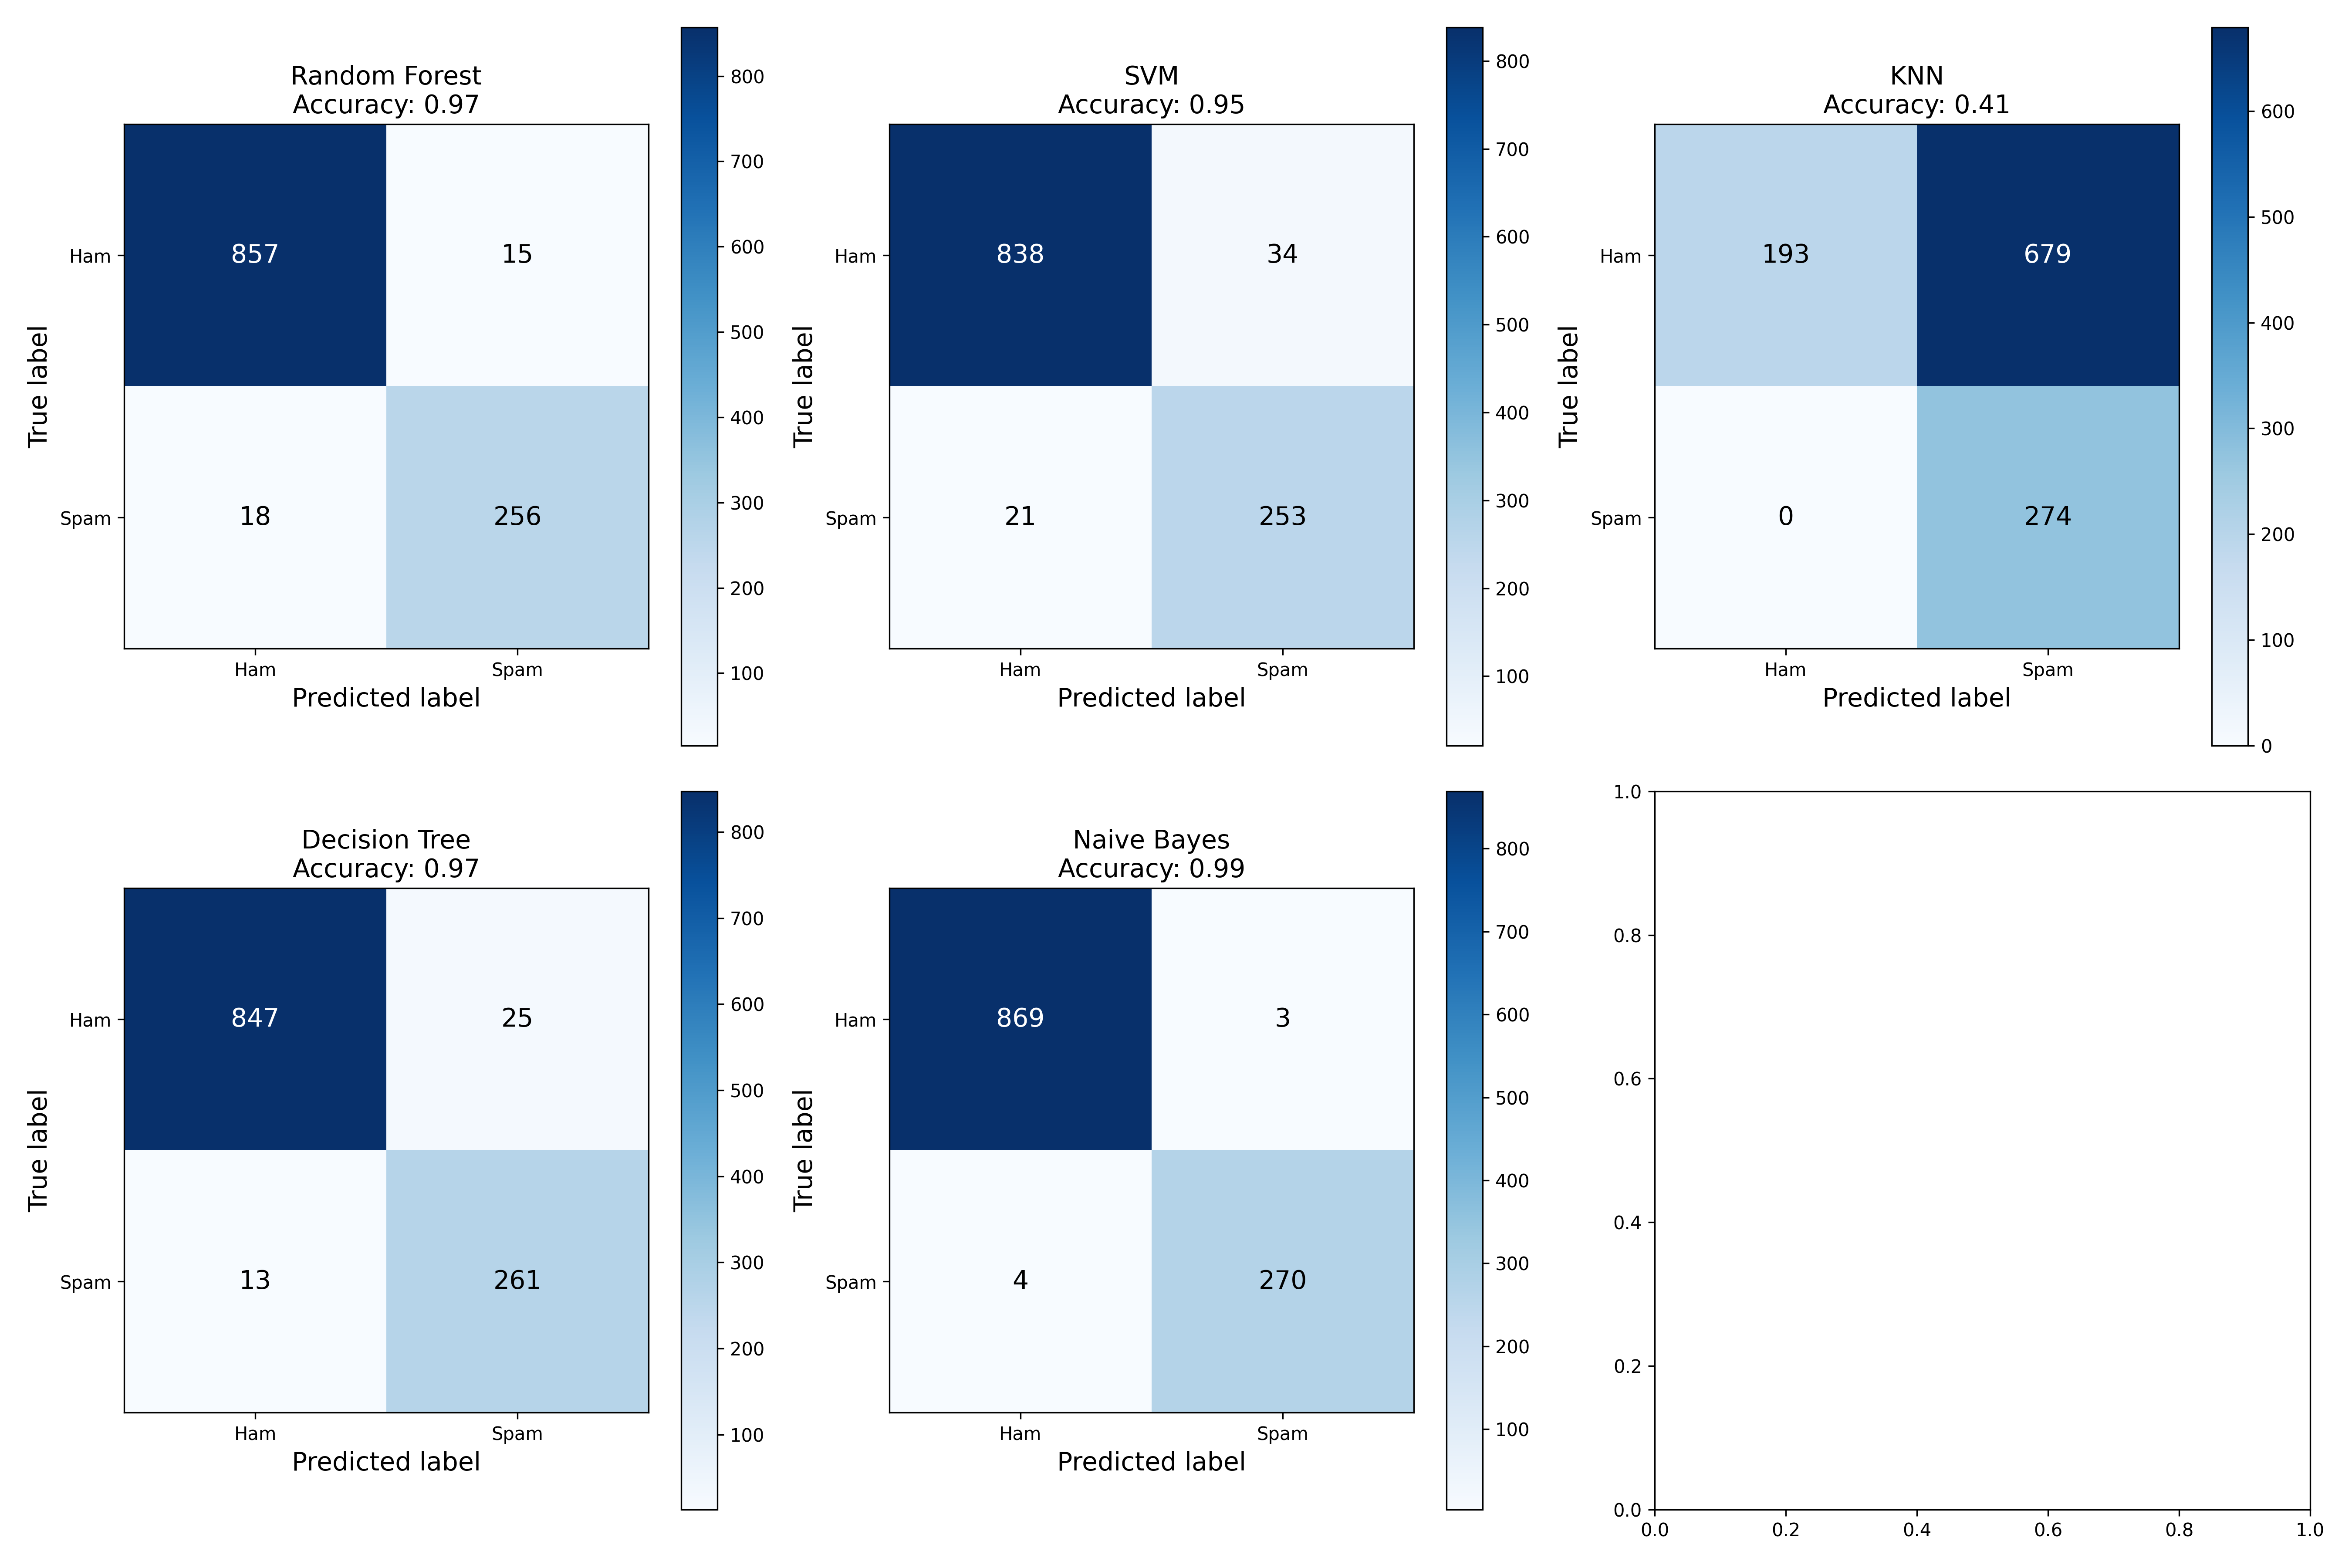 Random Forest
Accuracy: 0.97
800
700
600
500
400
300
200
100
True label
Ham
Spam
857
15
18
256
Ham
Spam
Predicted label
SVM
Accuracy: 0.95
800
700
600
500
400
300
200
100
True label
Ham
Spam
838
34
21
253
Ham
Spam
Predicted label
KNN
Accuracy: 0.41
600
500
400
300
200
100
0
True label
Ham
Spam
193
679
0
274
Ham
Spam
Predicted label
Decision Tree
Accuracy: 0.97
800
700
600
500
400
300
200
100
True label
Ham
Spam
847
25
13
261
Ham
Spam
Predicted label
Naive Bayes
Accuracy: 0.99
800
700
600
500
400
300
200
100
True label
Ham
Spam
869
3
4
270
Ham
Spam
Predicted label
1.0
0.8
0.6
0.4
0.2
0.0
0.0 0.2 0.4 0.6 0.8 1.0